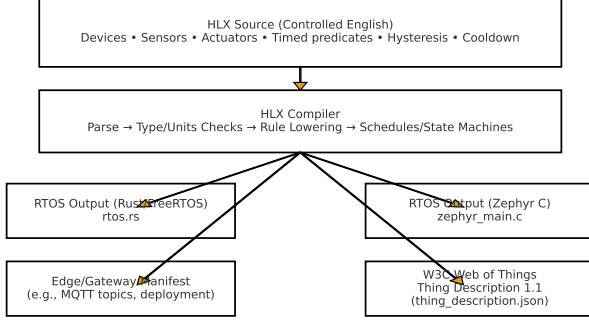 HLX Source (Controlled English)
Devices • Sensors • Actuators • Timed predicates • Hysteresis • Cooldown
HLX Compiler
Parse → Type/Units Checks → Rule Lowering → Schedules/State Machines
RTOS Output (Rust/FreeRTOS)
rtos.rs
RTOS Output (Zephyr C)
zephyr_main.c
Edge/Gateway Manifest
(e.g., MQTT topics, deployment)
W3C Web of Things
Thing Description 1.1
(thing_description.json)